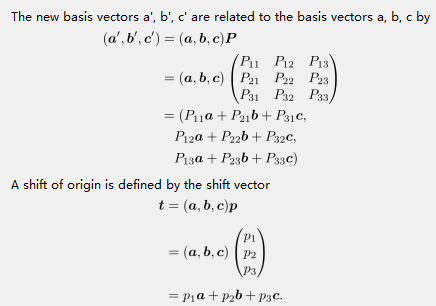 The new basis vectors a', b', c' are related to the basis vectors a, b, c by
(a′, b′, c′) = (a, b, c)P
= (a, b, c) (P₁₁ P₁₂ P₁₃
P₂₁ P₂₂ P₂₃
P₃₁ P₃₂ P₃₃)
= (P₁₁a + P₂₁b + P₃₁c,
P₁₂a + P₂₂b + P₃₂c,
P₁₃a + P₂₃b + P₃₃c)
A shift of origin is defined by the shift vector
t = (a, b, c)p
= (a, b, c) (p₁
p₂
p₃)
= p₁a + p₂b + p₃c.